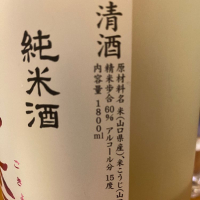 清酒
純米酒
原材料名 米(山口県産)、米こうじ(山
精米歩合 60% アルコール分 15度
内容量 1800ml